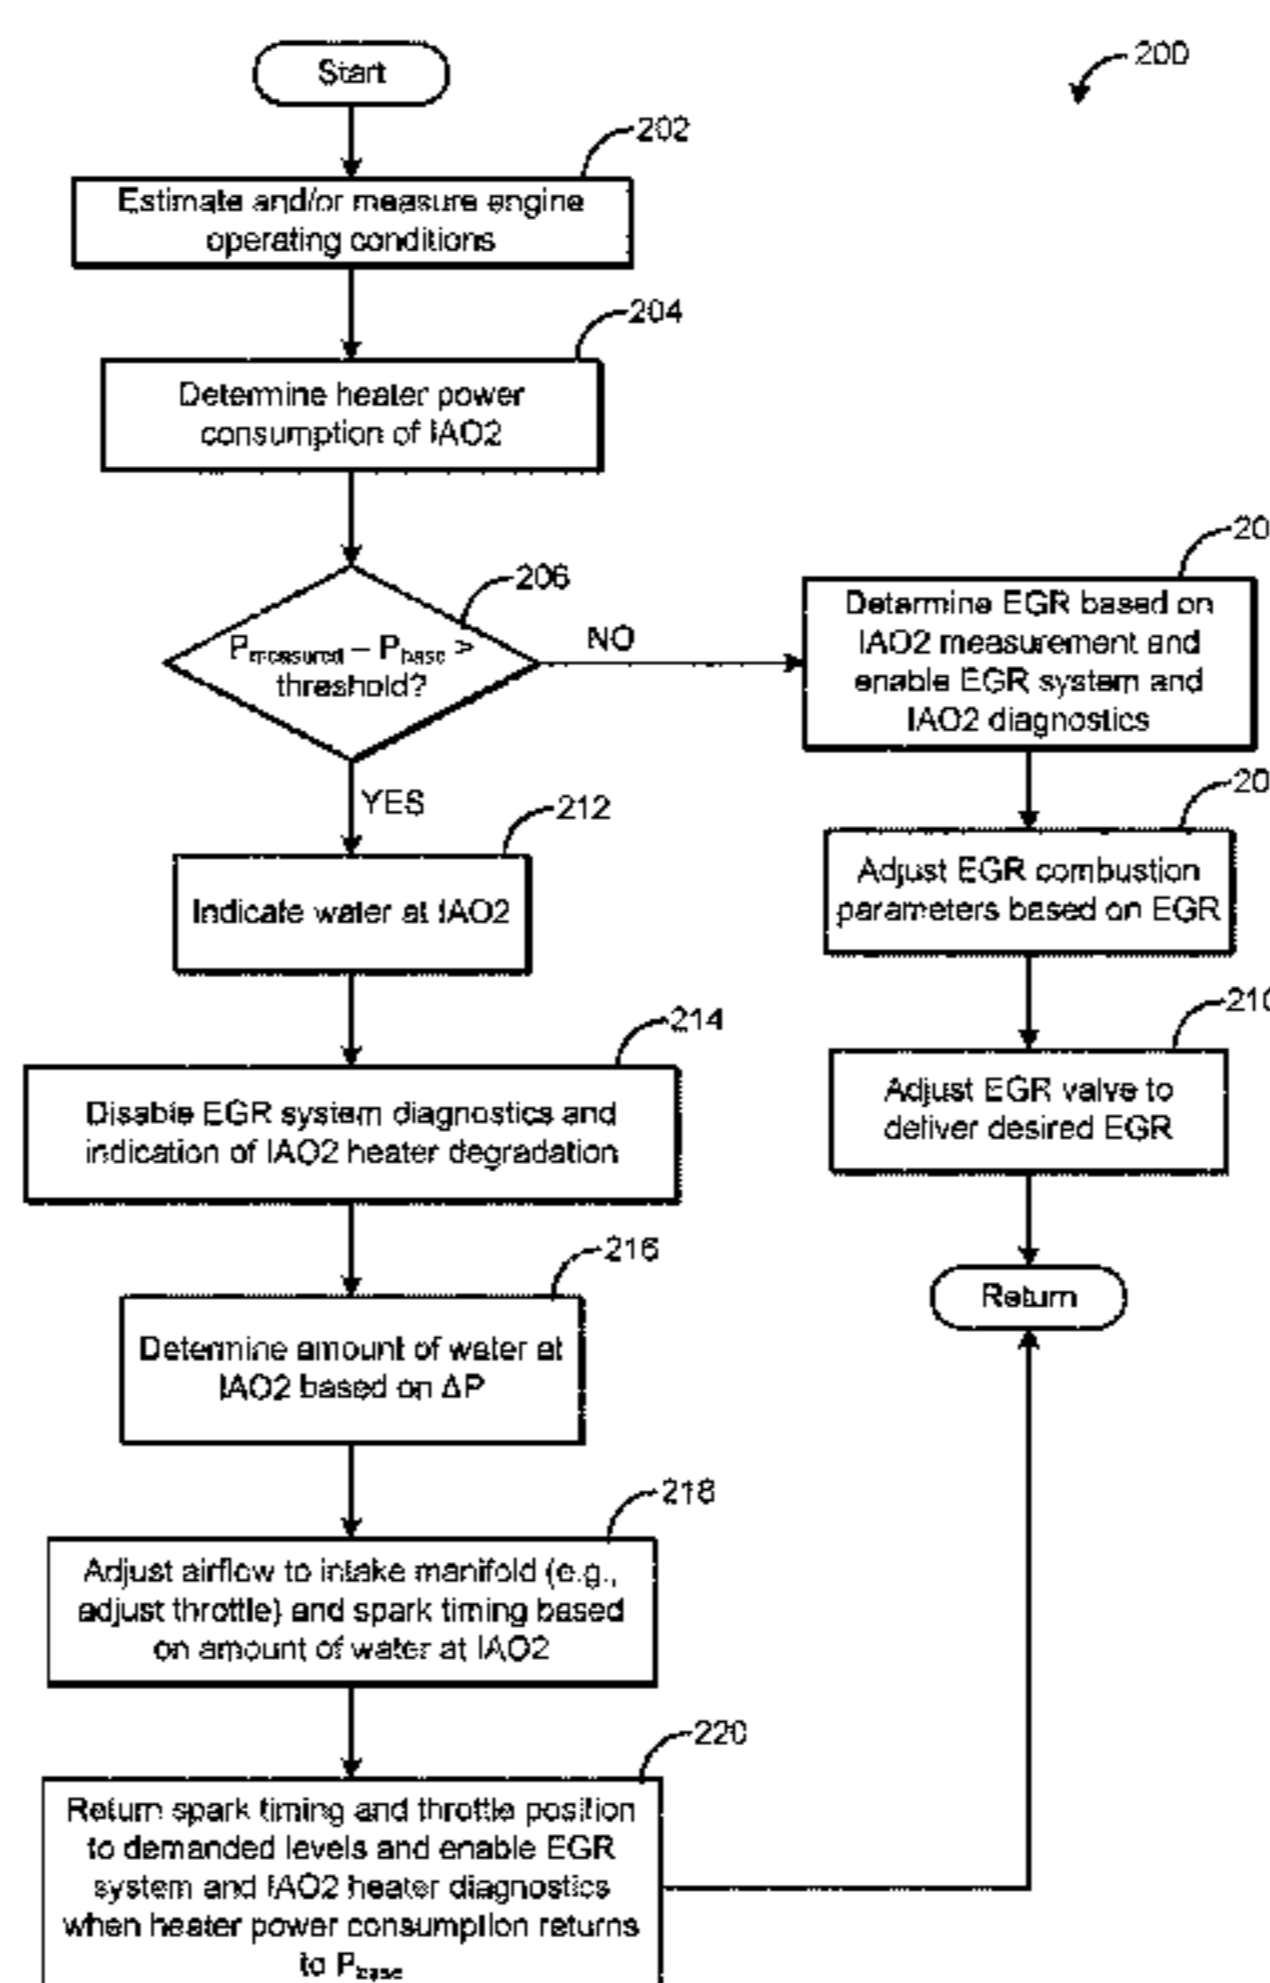 Start
200
202
Estimate and/or measure engine
operating conditions
204
Determine heater power
consumption of IAO2
206
P measured – P base >
threshold?
NO
YES
20
Determine EGR based on
IAO2 measurement and
enable EGR system and
IAO2 diagnostics
20
Adjust EGR combustion
parameters based on EGR
210
Adjust EGR valve to
deliver desired EGR
Return
212
Indicate water at IAO2
214
Disable EGR system diagnostics and
indication of IAO2 heater degradation
216
Determine amount of water at
IAO2 based on ΔP
218
Adjust airflow to intake manifold (e.g.,
adjust throttle) and spark timing based
on amount of water at IAO2
220
Return spark timing and throttle position
to demanded levels and enable EGR
system and IAO2 heater diagnostics
when heater power consumption returns
to P base